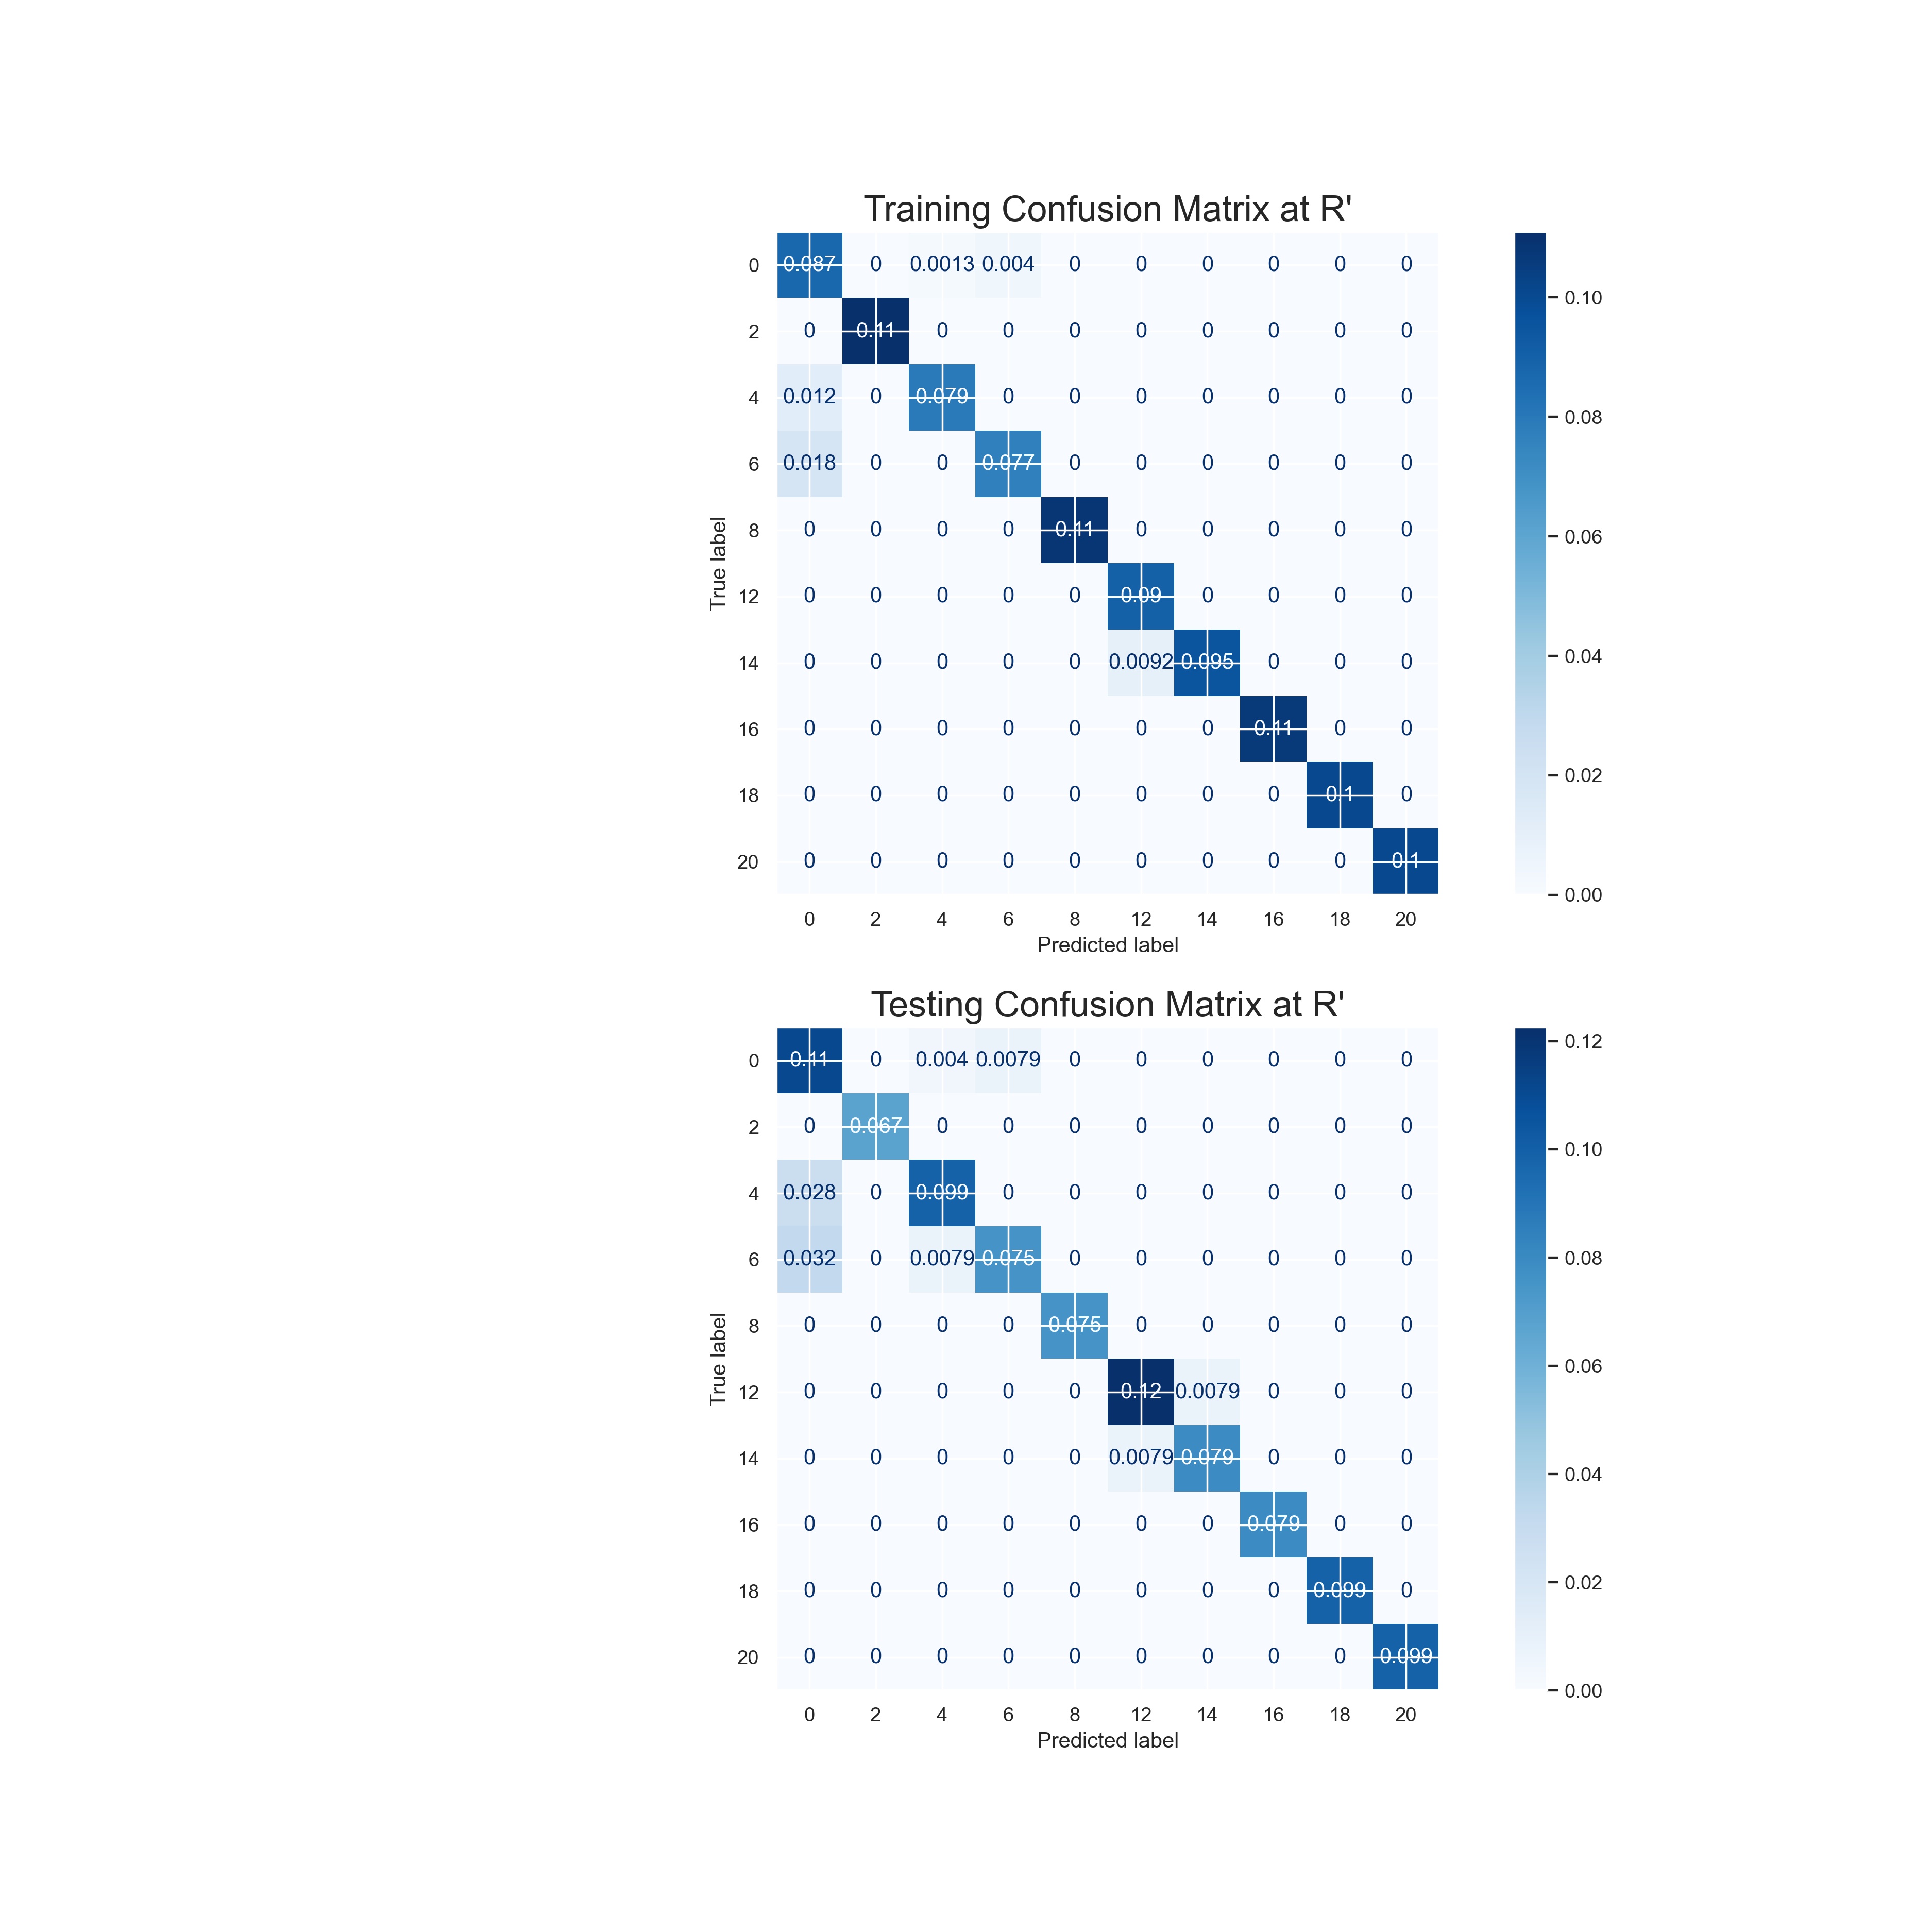 Training Confusion Matrix at R'
0 0.087 0 0.0013 0.004 0 0 0 0 0 0
2 0 0.11 0 0 0 0 0 0 0 0
4 0.012 0 0.079 0 0 0 0 0 0 0
6 0.018 0 0 0.077 0 0 0 0 0 0
8 0 0 0 0 0.11 0 0 0 0 0
12 0 0 0 0 0 0.09 0 0 0 0
14 0 0 0 0 0 0.0092 0.095 0 0 0
16 0 0 0 0 0 0 0 0.11 0 0
18 0 0 0 0 0 0 0 0 0.1 0
20 0 0 0 0 0 0 0 0 0 0.1
True label
0 2 4 6 8 12 14 16 18 20
Predicted label
0.10
0.08
0.06
0.04
0.02
0.00
Testing Confusion Matrix at R'
0 0.11 0 0.004 0.0079 0 0 0 0 0 0
2 0 0.067 0 0 0 0 0 0 0 0
4 0.028 0 0.099 0 0 0 0 0 0 0
6 0.032 0 0.0079 0.075 0 0 0 0 0 0
8 0 0 0 0 0.075 0 0 0 0 0
12 0 0 0 0 0 0.12 0.0079 0 0 0
14 0 0 0 0 0 0.0079 0.079 0 0 0
16 0 0 0 0 0 0 0 0.079 0 0
18 0 0 0 0 0 0 0 0 0.099 0
20 0 0 0 0 0 0 0 0 0 0.099
True label
0 2 4 6 8 12 14 16 18 20
Predicted label
0.12
0.10
0.08
0.06
0.04
0.02
0.00